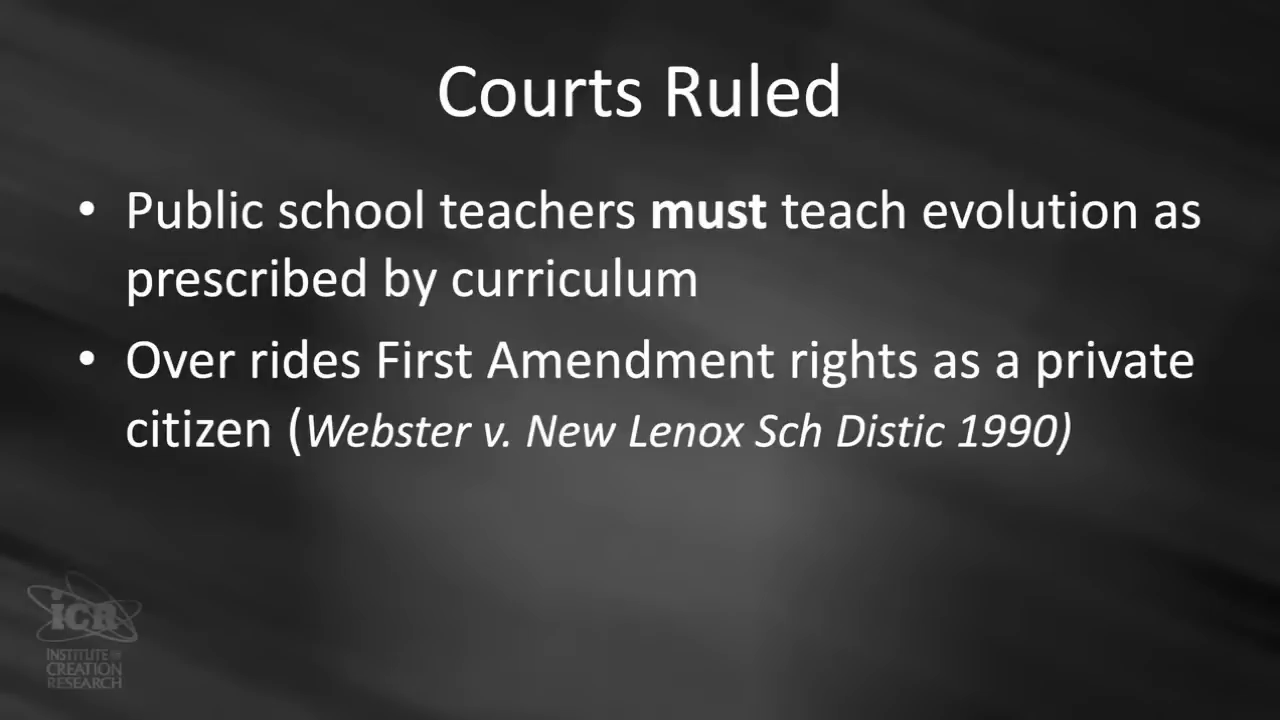 Courts Ruled
• Public school teachers must teach evolution as
prescribed by curriculum
• Over rides First Amendment rights as a private
citizen (Webster v. New Lenox Sch Distic 1990)
icr
INSTITUTE for
CREATION
RESEARCH